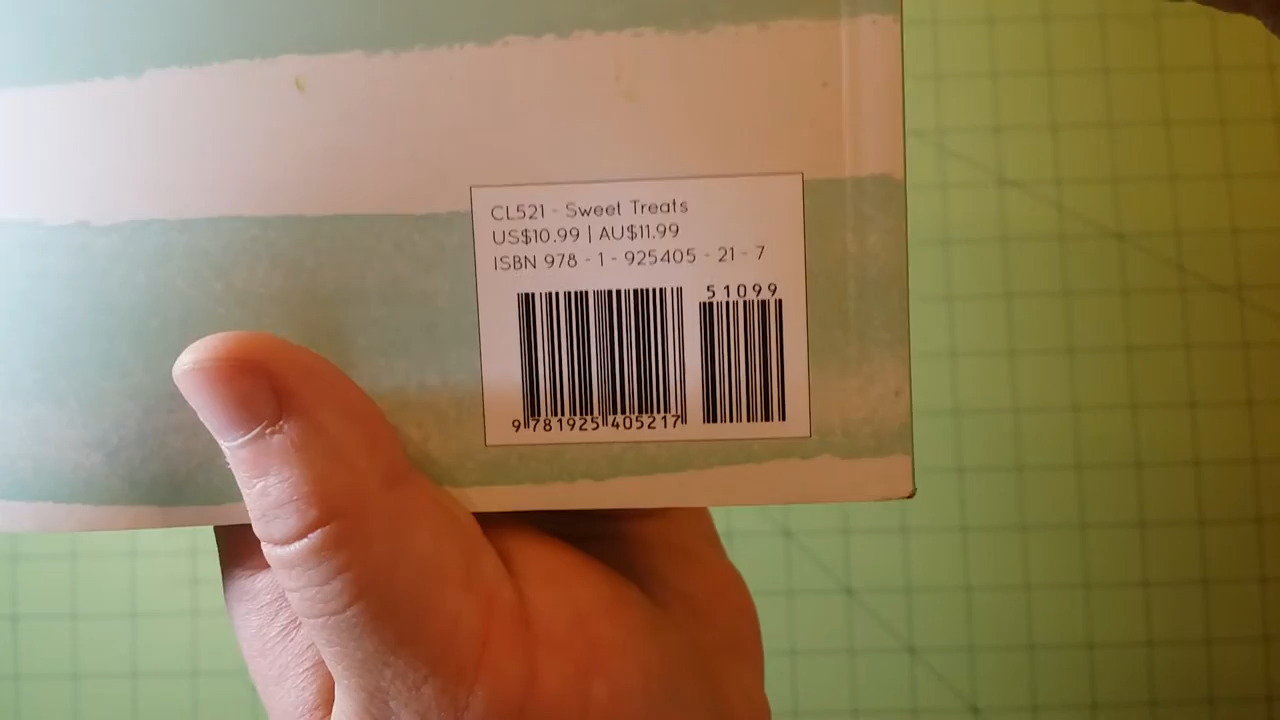 CL521 - Sweet Treats
US$10.99 | AU$11.99
ISBN 978 - 1 - 925405 - 21 - 7
51099
9 781925 405217